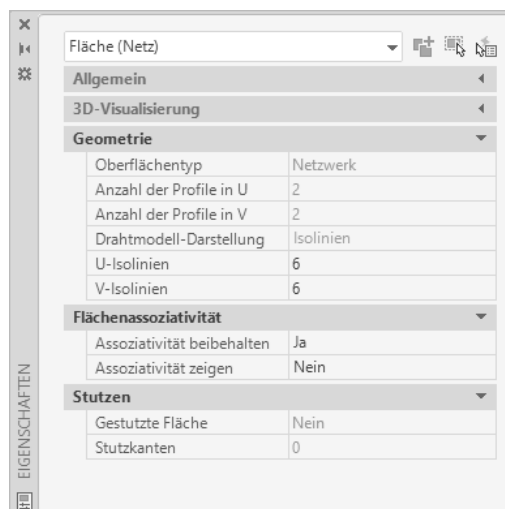 Fläche (Netz)
Allgemein
3D-Visualisierung
Geometrie
Oberflächentyp Netzwerk
Anzahl der Profile in U 2
Anzahl der Profile in V 2
Drahtmodell-Darstellung Isolinien
U-Isolinien 6
V-Isolinien 6
Flächenassoziativität
Assoziativität beibehalten Ja
Assoziativität zeigen Nein
Stutzen
Gestutzte Fläche Nein
Stutzkanten 0
EIGENSCHAFTEN